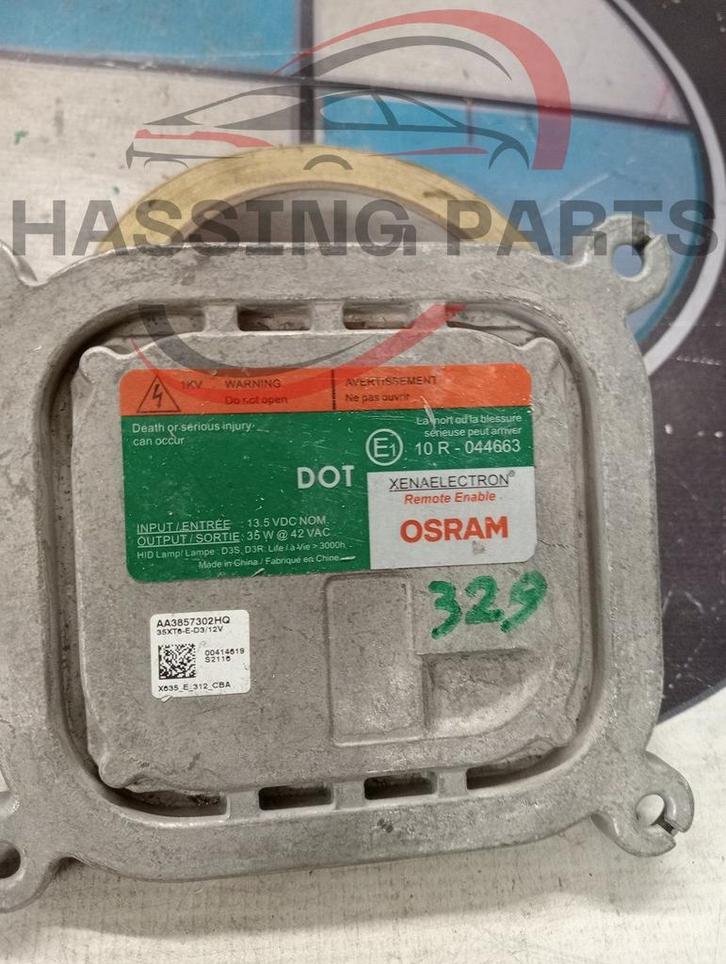 HASSING PARTS
1KV WARNING
Do not open
AVERTISSEMENT
Ne pas ouvrir
Death or serious injury
can occur
La mort ou la blessure
sérieuse peut arriver
E1 10 R - 044663
DOT
XENAELECTRON®
Remote Enable
OSRAM
INPUT / ENTRÉE : 13.5 VDC NOM.
OUTPUT / SORTIE: 35 W @ 42 VAC
HID Lamp/ Lampe : D3S, D3R: Life / à Vie > 3000h
Made in China / Fabriqué en Chine
329
AA3857302HQ
35XT6-E-D3/12V
00414619
S2116
X635_E_312_CBA